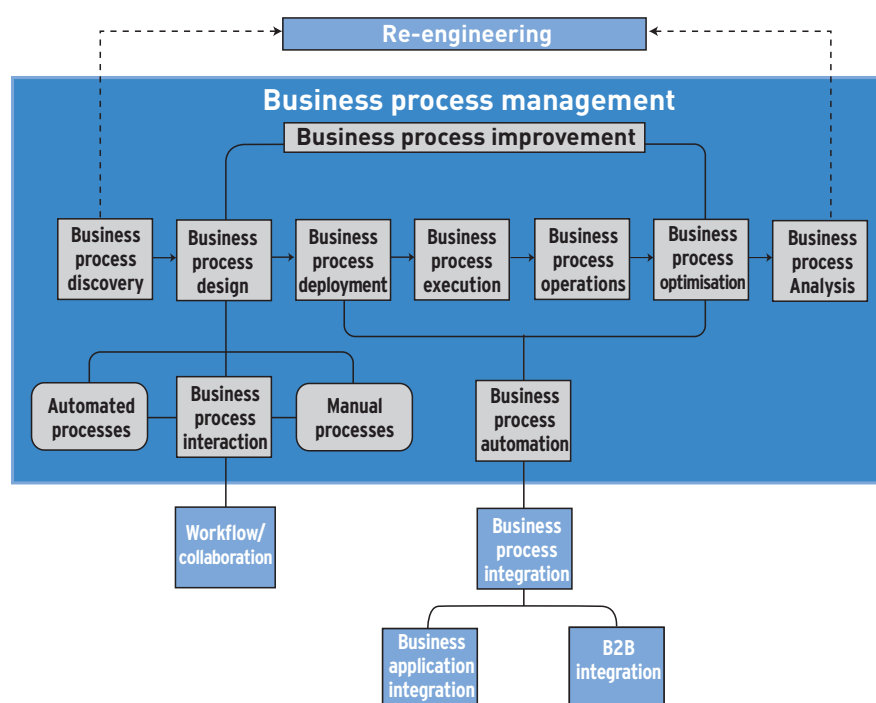 Re-engineering
Business process management
Business process improvement
Business
process
discovery
Business
process
design
Business
process
deployment
Business
process
execution
Business
process
operations
Business
process
optimisation
Business
process
Analysis
Automated
processes
Business
process
interaction
Manual
processes
Business
process
automation
Workflow/
collaboration
Business
process
integration
Business
application
integration
B2B
integration